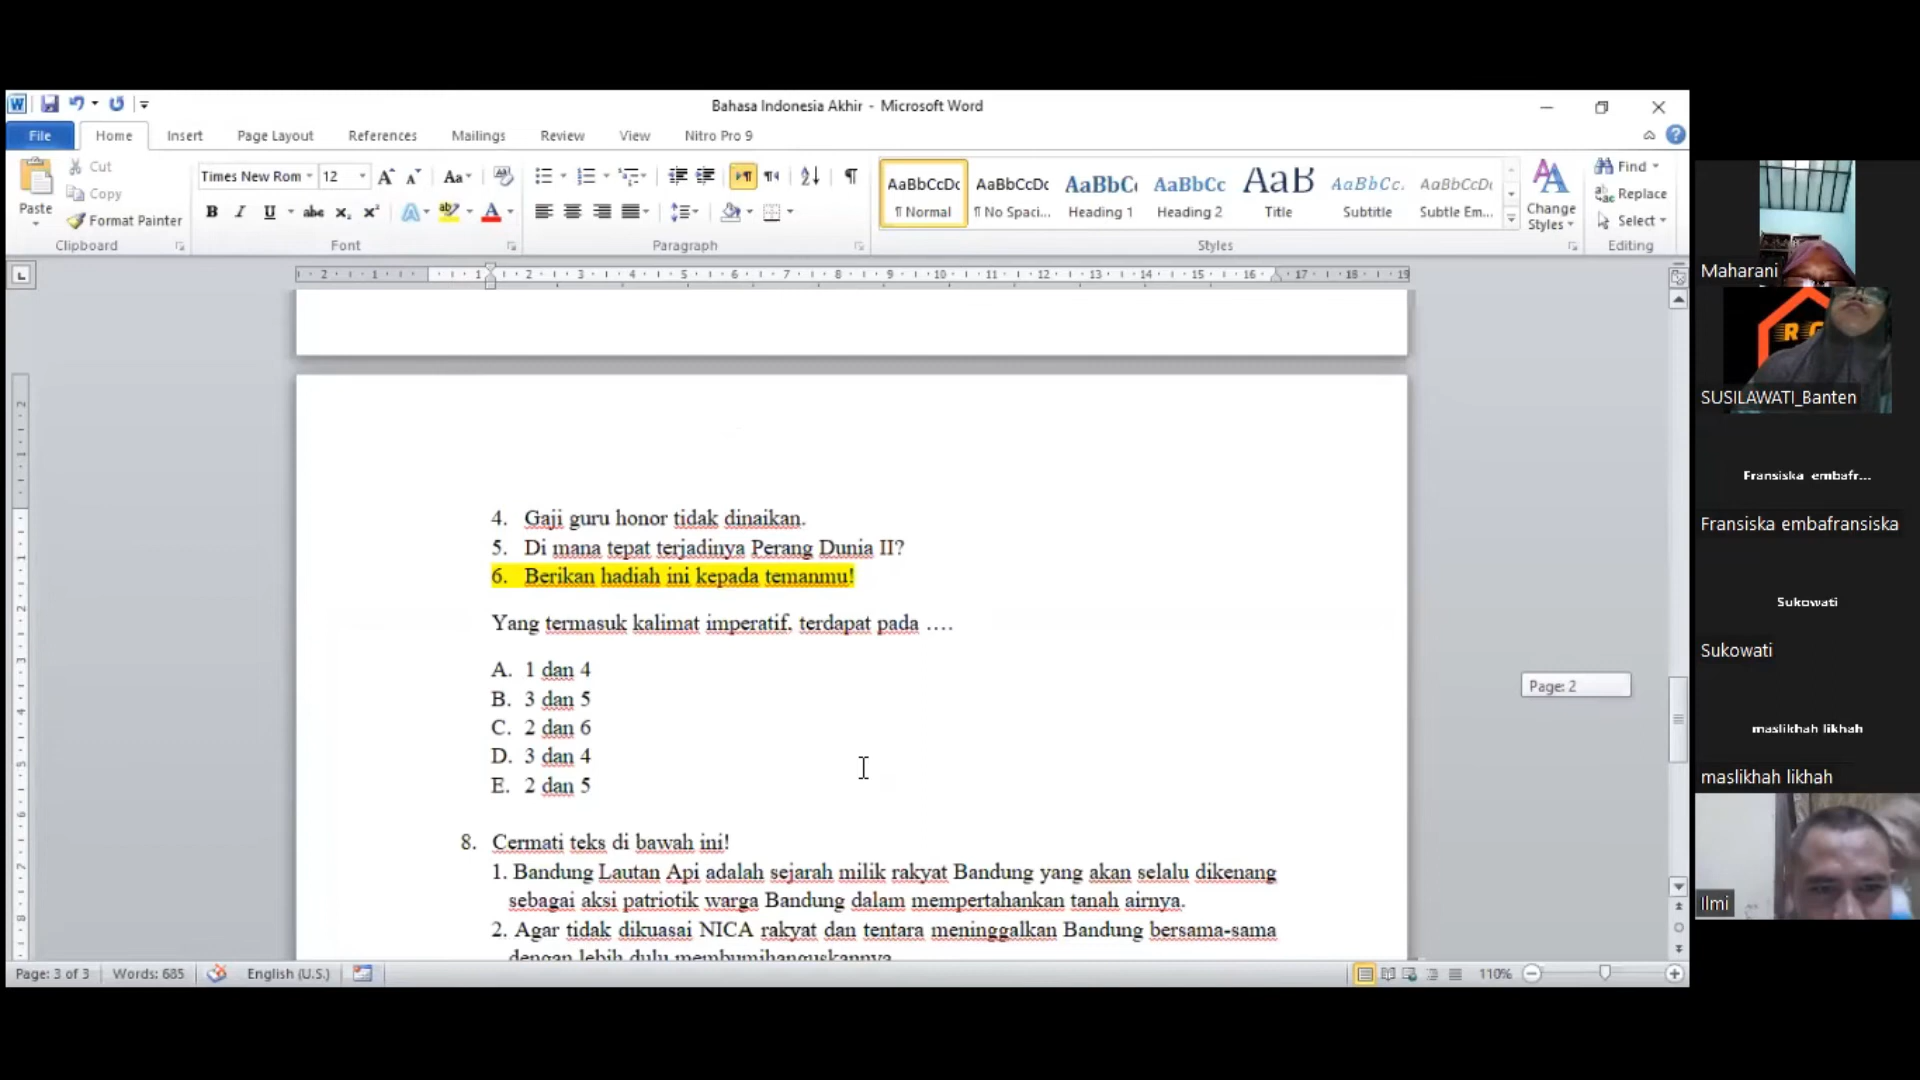 Bahasa Indonesia Akhir - Microsoft Word
File Home Insert Page Layout References Mailings Review View Nitro Pro 9
Paste
Cut
Copy
Format Painter
Clipboard
Times New Rom 12
Font
Paragraph
AaBbCcDc AaBbCcDc AaBbC AaBbCc AaB AaBbCc. AaBbCcDc
¶ Normal ¶ No Spaci... Heading 1 Heading 2 Title Subtitle Subtle Em...
Change Styles
Styles
Find
Replace
Select
Editing
4. Gaji guru honor tidak dinaikan.
5. Di mana tepat terjadinya Perang Dunia II?
6. Berikan hadiah ini kepada temanmu!
Yang termasuk kalimat imperatif, terdapat pada ….
A. 1 dan 4
B. 3 dan 5
C. 2 dan 6
D. 3 dan 4
E. 2 dan 5
8. Cermati teks di bawah ini!
1. Bandung Lautan Api adalah sejarah milik rakyat Bandung yang akan selalu dikenang
sebagai aksi patriotik warga Bandung dalam mempertahankan tanah airnya.
2. Agar tidak dikuasai NICA rakyat dan tentara meninggalkan Bandung bersama-sama
dengan lebih dulu membumihanguskannya
Page: 2
Page: 3 of 3 Words: 685 English (U.S.) 110%
Maharani
SUSILAWATI_Banten
Fransiska embafr...
Fransiska embafransiska
Sukowati
Sukowati
maslikhah likhah
maslikhah likhah
Ilmi